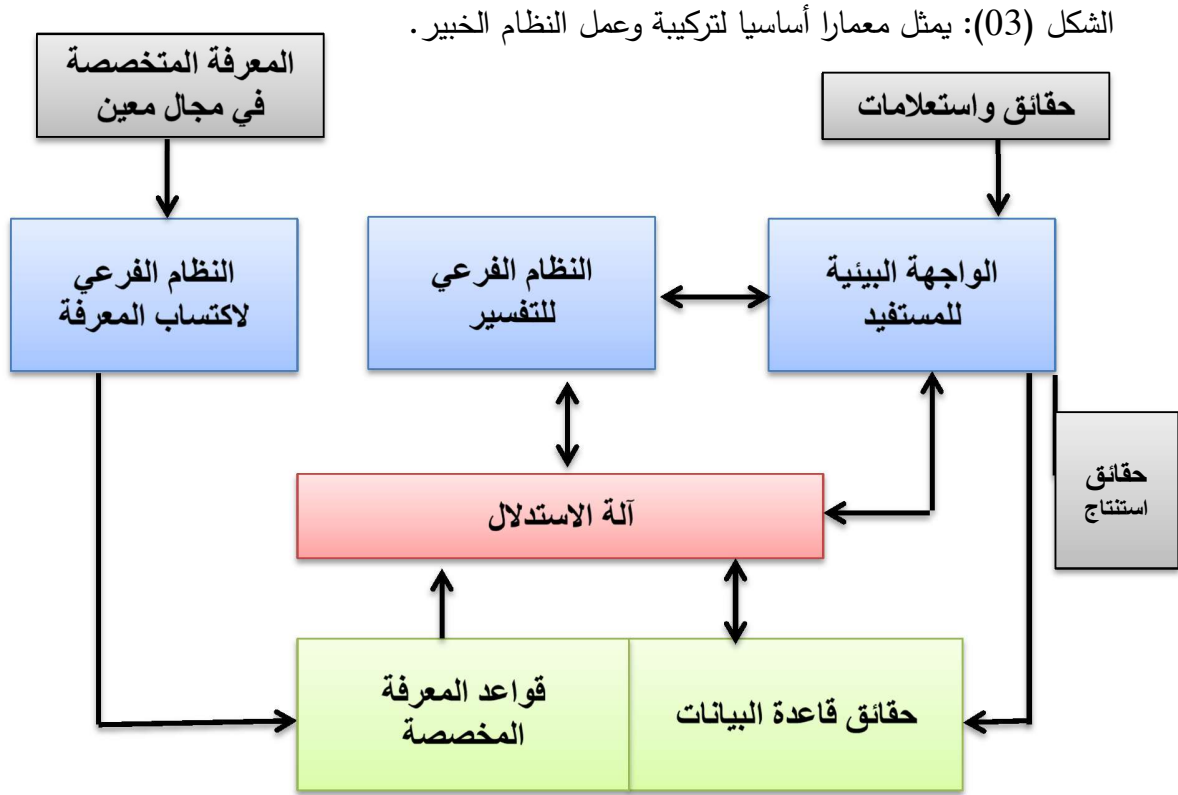 الشكل (03): يمثل معمارا أساسيا لتركيبة وعمل النظام الخبير.
المعرفة المتخصصة
في مجال معين
حقائق واستعلامات
الواجهة البيئية
للمستفيد
النظام الفرعي
للتفسير
النظام الفرعي
لاكتساب المعرفة
حقائق
استنتاج
آلة الاستدلال
حقائق قاعدة البيانات
قواعد المعرفة
المخصصة